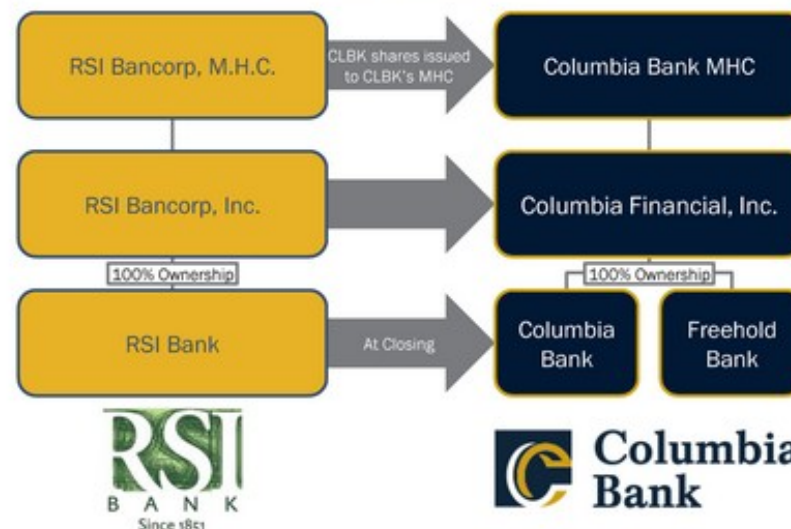 RSI Bancorp, M.H.C.
CLBK shares issued
to CLBK's MHC
Columbia Bank MHC
RSI Bancorp, Inc.
Columbia Financial, Inc.
100% Ownership
100% Ownership
RSI Bank
At Closing
Columbia
Bank
Freehold
Bank
RSI
BANK
Since 1851
Columbia
Bank